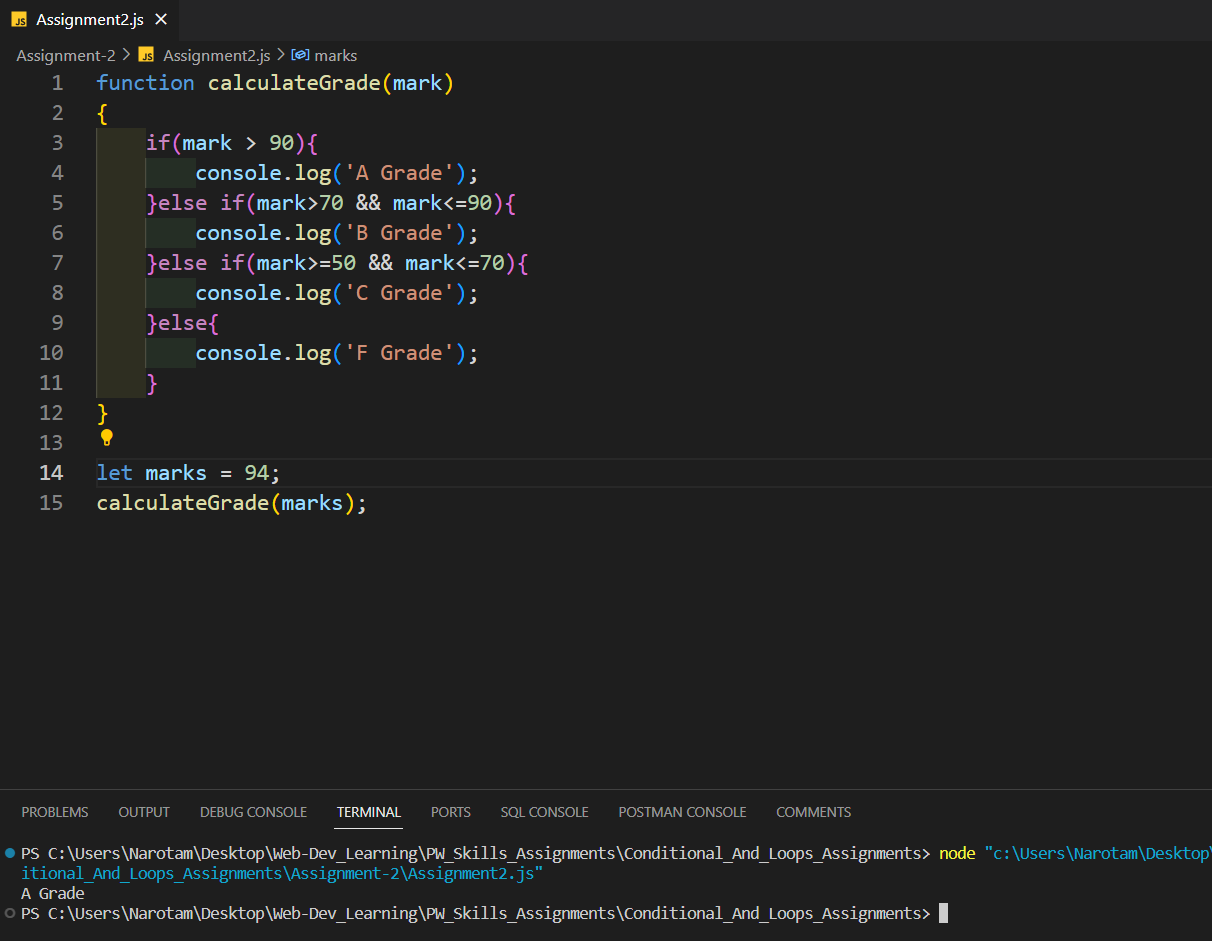 JS Assignment2.js ×
Assignment-2 > JS Assignment2.js > marks
1 function calculateGrade(mark)
2 {
3     if(mark > 90){
4         console.log('A Grade');
5     }else if(mark>70 && mark<=90){
6         console.log('B Grade');
7     }else if(mark>=50 && mark<=70){
8         console.log('C Grade');
9     }else{
10         console.log('F Grade');
11     }
12 }
13
14 let marks = 94;
15 calculateGrade(marks);
PROBLEMS OUTPUT DEBUG CONSOLE TERMINAL PORTS SQL CONSOLE POSTMAN CONSOLE COMMENTS
PS C:\Users\Narotam\Desktop\Web-Dev_Learning\PW_Skills_Assignments\Conditional_And_Loops_Assignments> node "c:\Users\Narotam\Desktop\
itional_And_Loops_Assignments\Assignment-2\Assignment2.js"
A Grade
PS C:\Users\Narotam\Desktop\Web-Dev_Learning\PW_Skills_Assignments\Conditional_And_Loops_Assignments>